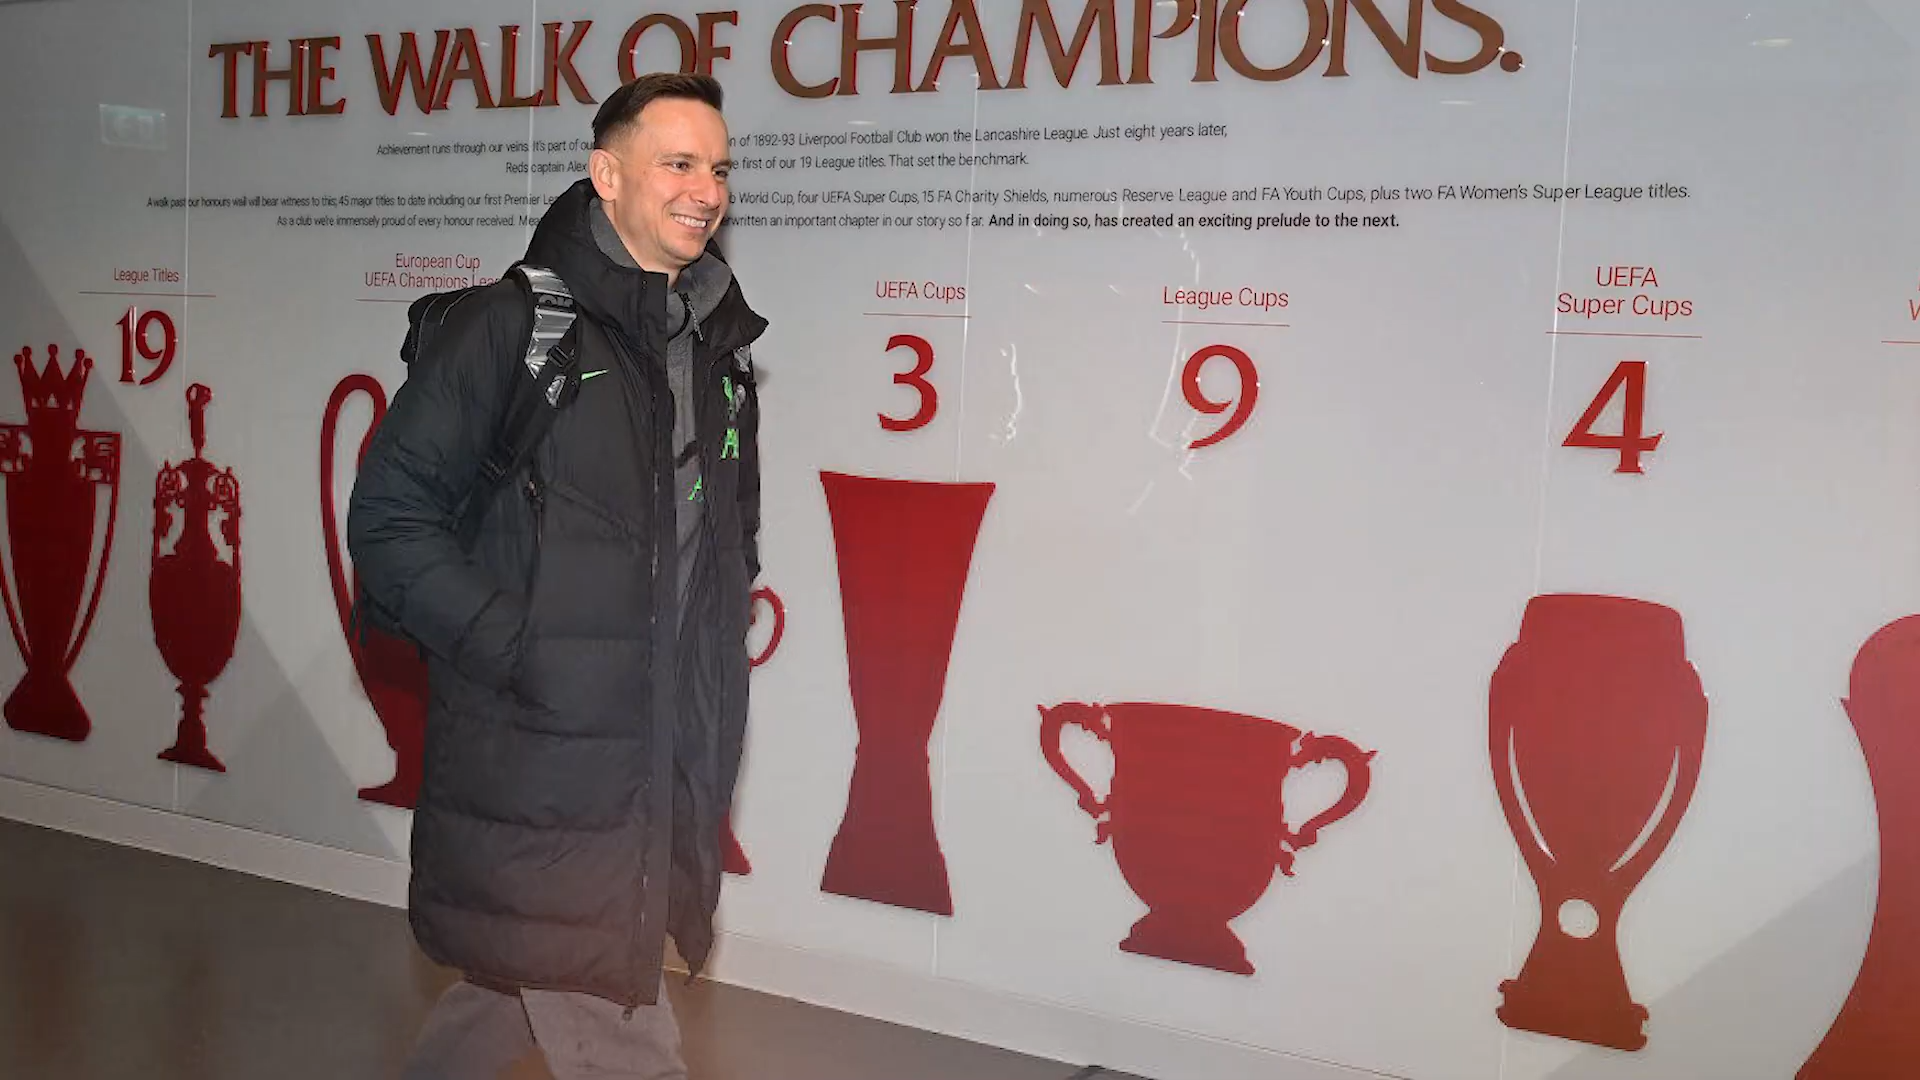 THE WALK OF CHAMPIONS.
Achievement runs through our veins. It's part of ou n of 1892-93 Liverpool Football Club won the Lancashire League. Just eight years later,
Reds captain Alex e first of our 19 League titles. That set the benchmark.
A walk past our honours wall will bear witness to this; 45 major titles to date including our first Premier Le b World Cup, four UEFA Super Cups, 15 FA Charity Shields, numerous Reserve League and FA Youth Cups, plus two FA Women's Super League titles.
As a club we're immensely proud of every honour received. Mea written an important chapter in our story so far. And in doing so, has created an exciting prelude to the next.
League Titles
19
European Cup
UEFA Champions Lea
UEFA Cups
3
League Cups
9
UEFA
Super Cups
4